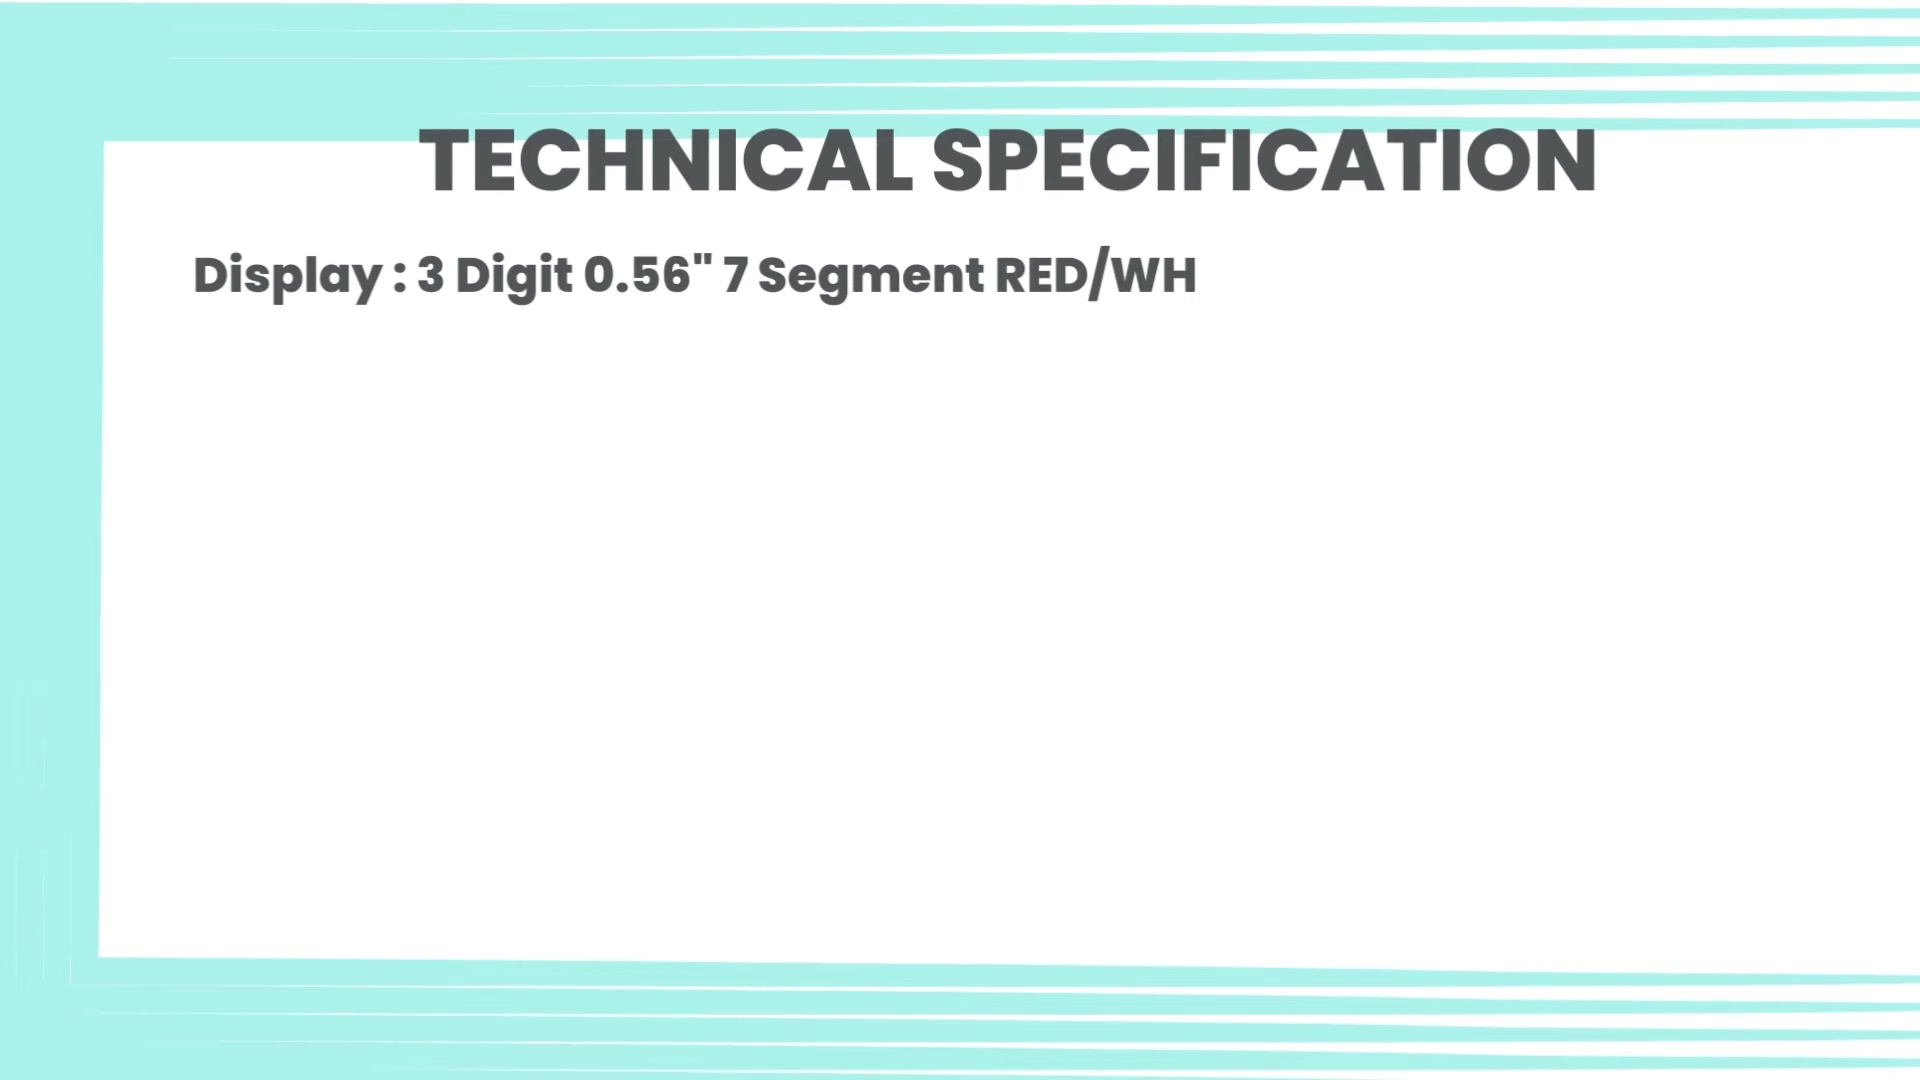 TECHNICAL SPECIFICATION
Display : 3 Digit 0.56" 7 Segment RED/WH